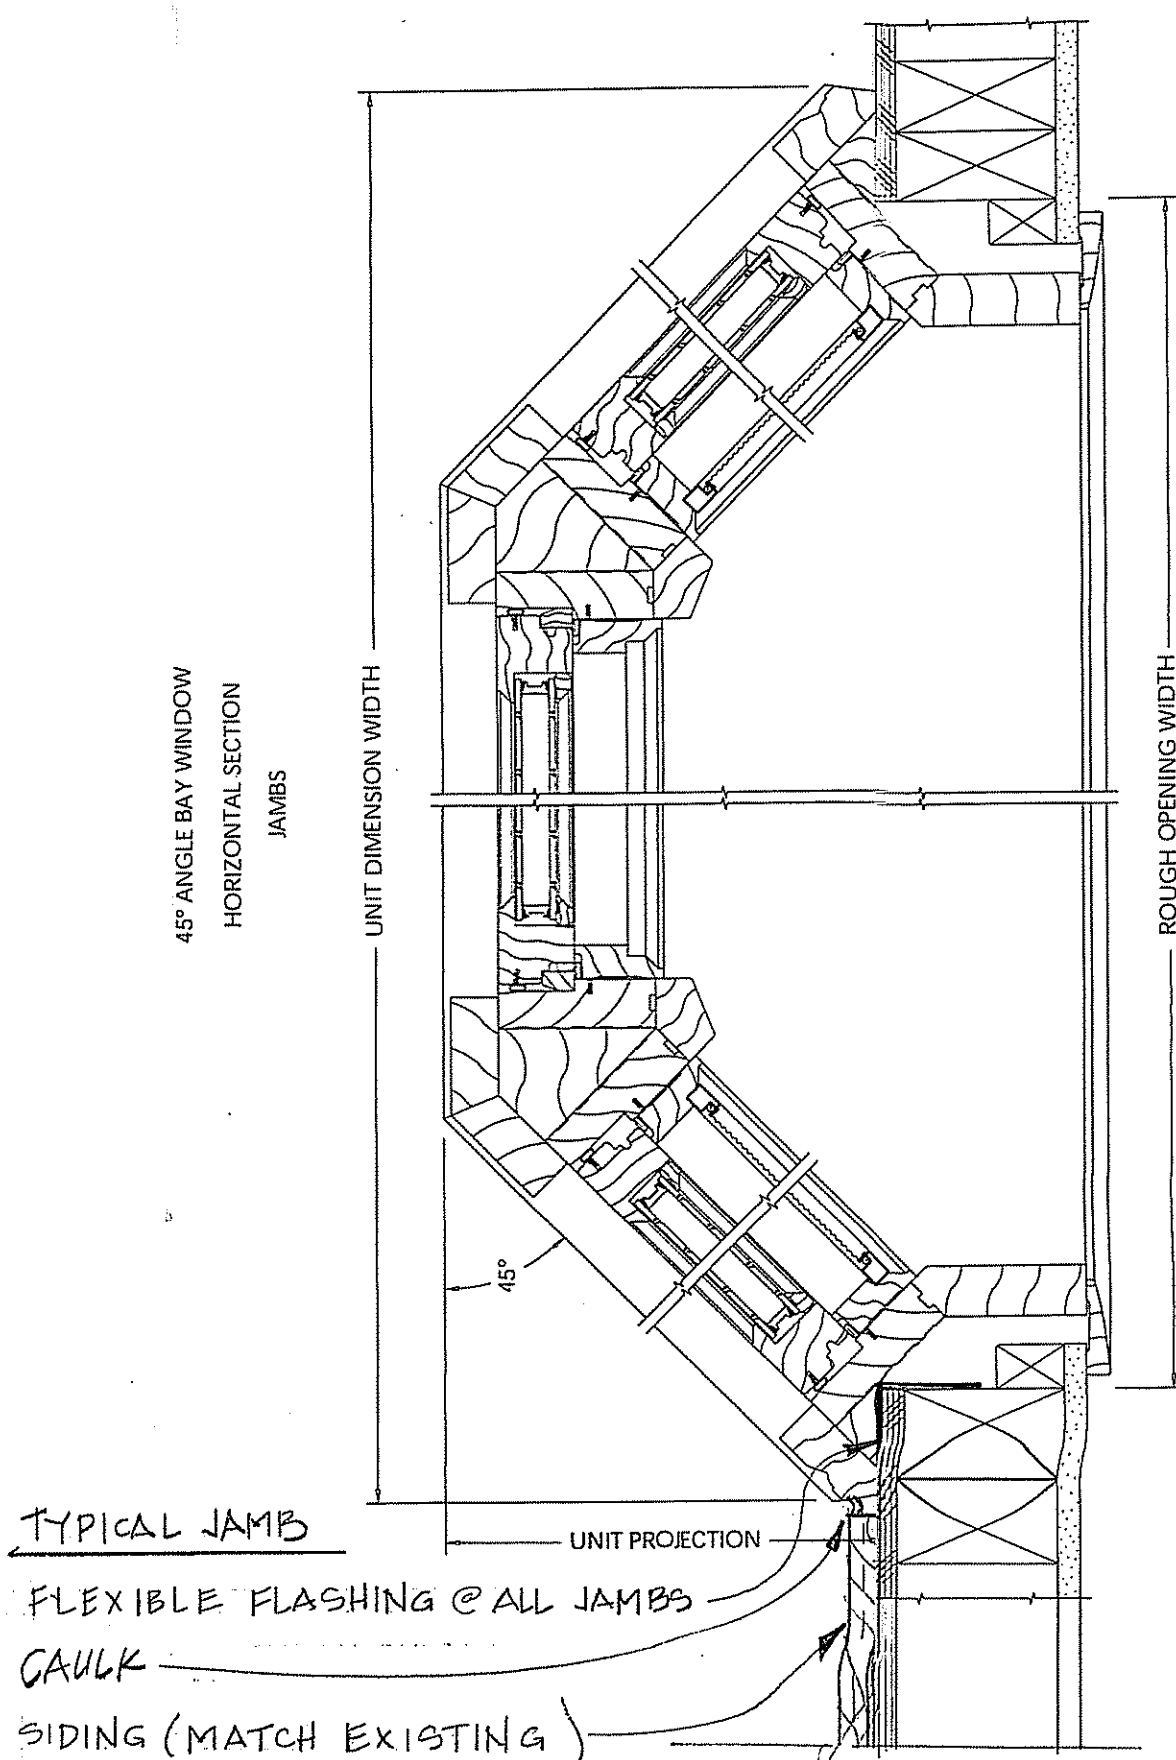 45° ANGLE BAY WINDOW
HORIZONTAL SECTION
JAMBS
UNIT DIMENSION WIDTH
ROUGH OPENING WIDTH
45°
UNIT PROJECTION
TYPICAL JAMB
FLEXIBLE FLASHING @ ALL JAMBS
CAULK
SIDING (MATCH EXISTING)